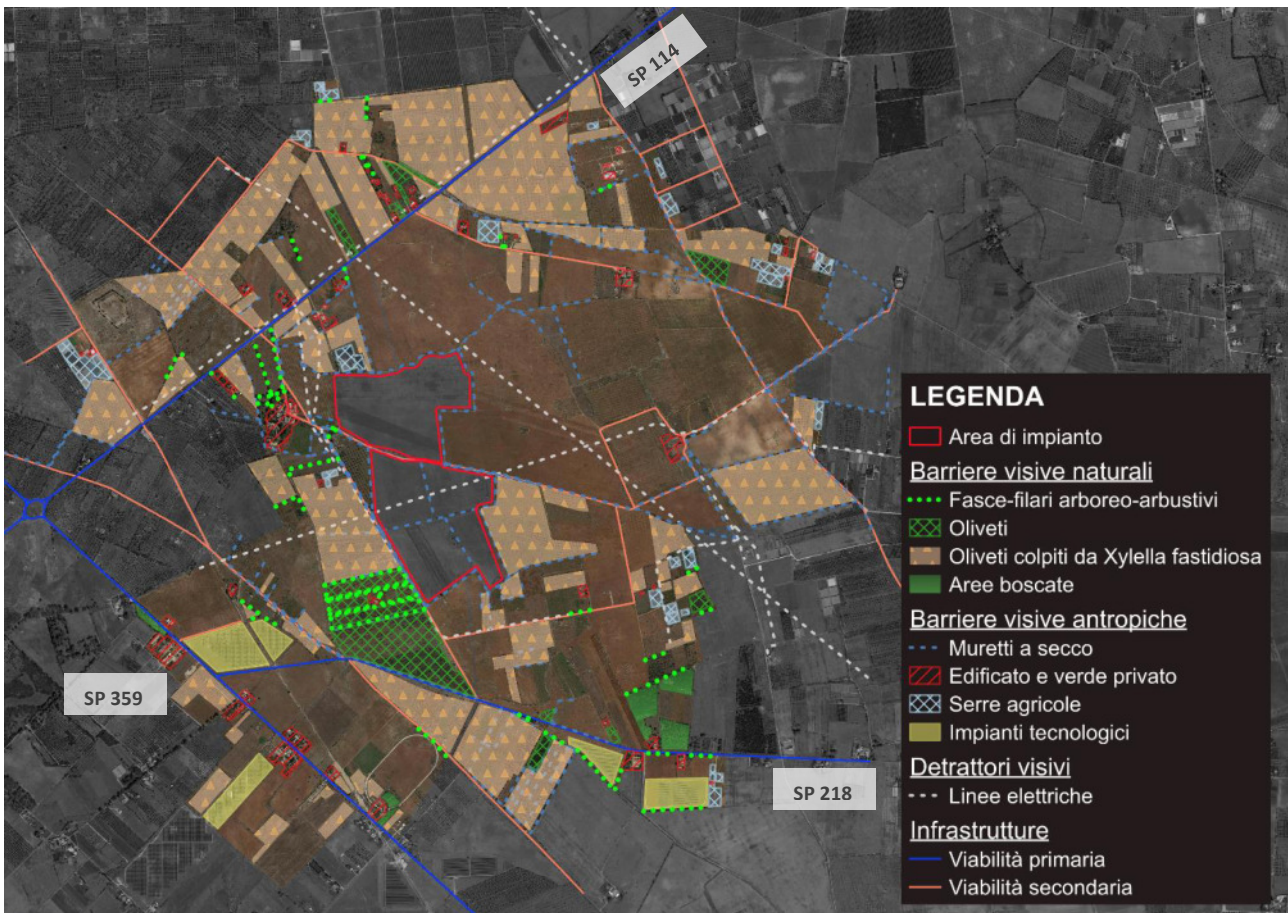 SP 114
LEGENDA
Area di impianto
Barriere visive naturali
Fasce-filari arboreo-arbustivi
Oliveti
Oliveti colpiti da Xylella fastidiosa
Aree boscate
Barriere visive antropiche
Muretti a secco
Edificato e verde privato
Serre agricole
Impianti tecnologici
Detrattori visivi
Linee elettriche
Infrastrutture
Viabilità primaria
Viabilità secondaria
SP 359
SP 218